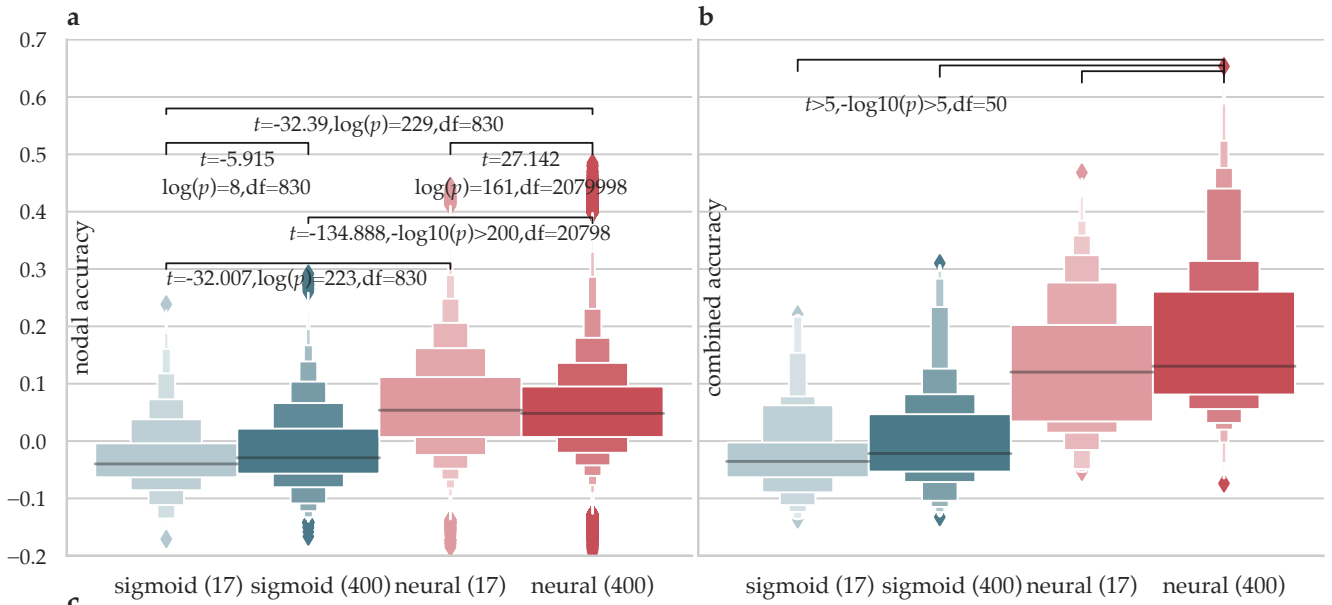 a
b
0.7
0.6
0.5
0.4
0.3
0.2
0.1
0.0
−0.1
−0.2
nodal accuracy
t=-32.39,log(p)=229,df=830
t=-5.915
log(p)=8,df=830
t=27.142
log(p)=161,df=2079998
t=-134.888,-log10(p)>200,df=20798
t=-32.007,log(p)=223,df=830
sigmoid (17) sigmoid (400) neural (17) neural (400)
combined accuracy
t>5,-log10(p)>5,df=50
sigmoid (17) sigmoid (400) neural (17) neural (400)
c